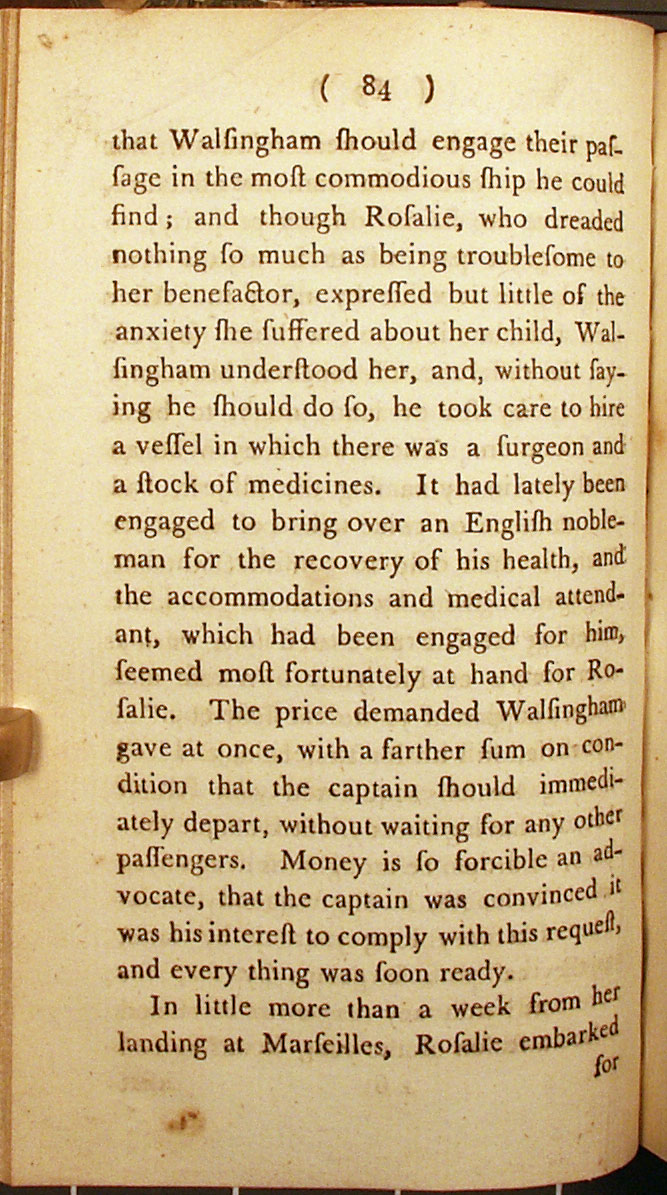 ( 84 )
that Walſingham ſhould engage their paſ-
ſage in the moſt commodious ſhip he could
find ; and though Roſalie, who dreaded
nothing ſo much as being troubleſome to
her benefactor, expreſſed but little of the
anxiety ſhe ſuffered about her child, Wal-
ſingham underſtood her, and, without ſay-
ing he ſhould do ſo, he took care to hire
a veſſel in which there was a ſurgeon and
a ſtock of medicines. It had lately been
engaged to bring over an Engliſh noble-
man for the recovery of his health, and
the accommodations and medical attend-
ant, which had been engaged for him,
ſeemed moſt fortunately at hand for Ro-
ſalie. The price demanded Walſingham
gave at once, with a farther ſum on con-
dition that the captain ſhould immedi-
ately depart, without waiting for any other
paſſengers. Money is ſo forcible an ad-
vocate, that the captain was convinced it
was his intereſt to comply with this requeſt,
and every thing was ſoon ready.
In little more than a week from her
landing at Marſeilles, Roſalie embarked
for